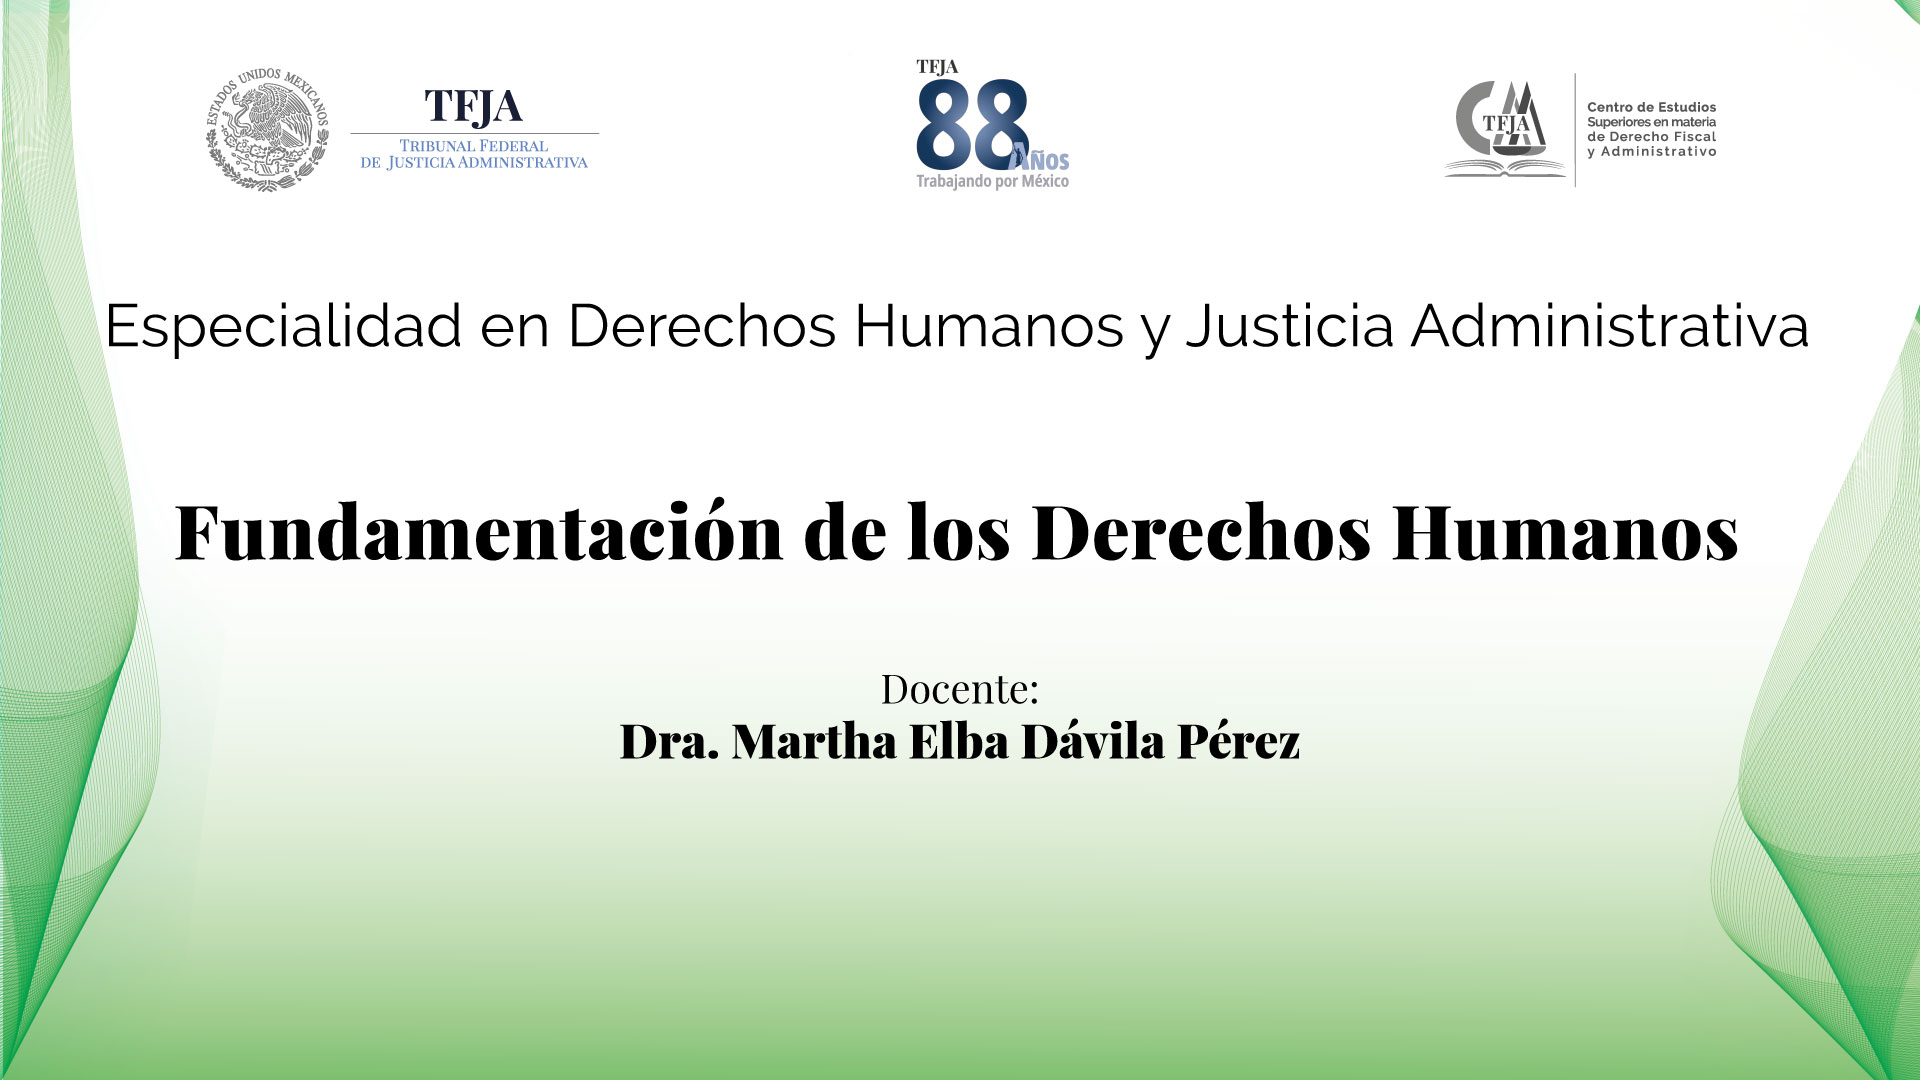 ESTADOS UNIDOS MEXICANOS
TFJA
TRIBUNAL FEDERAL
DE JUSTICIA ADMINISTRATIVA
TFJA
88
AÑOS
Trabajando por México
TFJA
Centro de Estudios
Superiores en materia
de Derecho Fiscal
y Administrativo
Especialidad en Derechos Humanos y Justicia Administrativa
Fundamentación de los Derechos Humanos
Docente:
Dra. Martha Elba Dávila Pérez